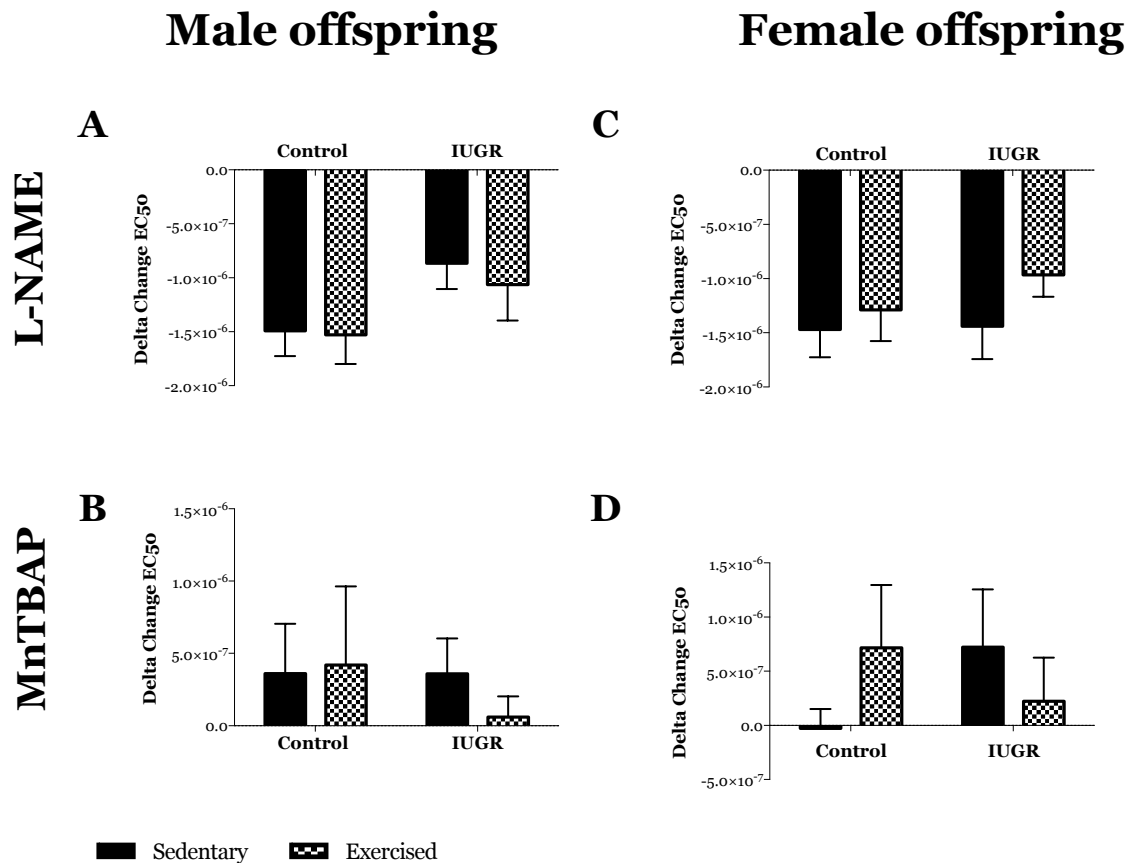 Male offspring
Female offspring
L-NAME
A
Control
IUGR
Delta Change EC50
0.0
-5.0×10⁻⁷
-1.0×10⁻⁶
-1.5×10⁻⁶
-2.0×10⁻⁶
C
Control
IUGR
Delta Change EC50
0.0
-5.0×10⁻⁷
-1.0×10⁻⁶
-1.5×10⁻⁶
-2.0×10⁻⁶
MnTBAP
B
Delta Change EC50
1.5×10⁻⁶
1.0×10⁻⁶
5.0×10⁻⁷
0.0
Control
IUGR
D
Delta Change EC50
1.5×10⁻⁶
1.0×10⁻⁶
5.0×10⁻⁷
0.0
-5.0×10⁻⁷
Control
IUGR
Sedentary
Exercised